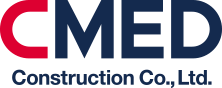 CMED
Construction Co., Ltd.